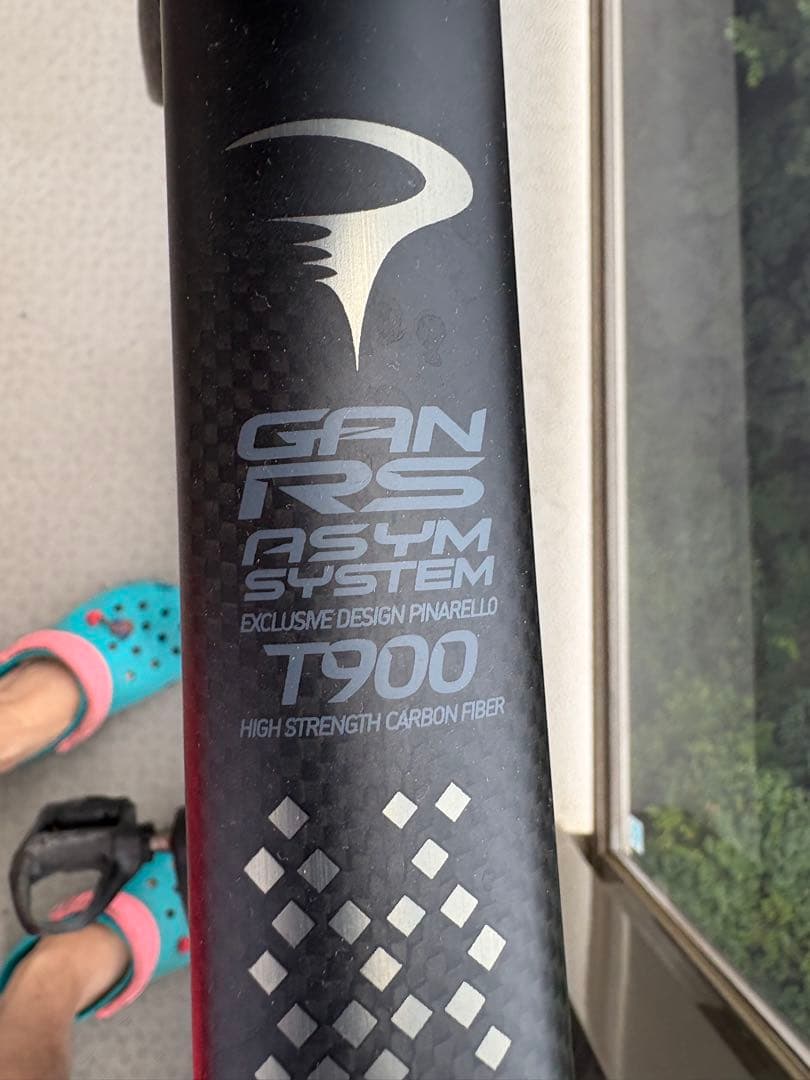 GAN
RS
ASYM
SYSTEM
EXCLUSIVE DESIGN PINARELLO
T900
HIGH STRENGTH CARBON FIBER